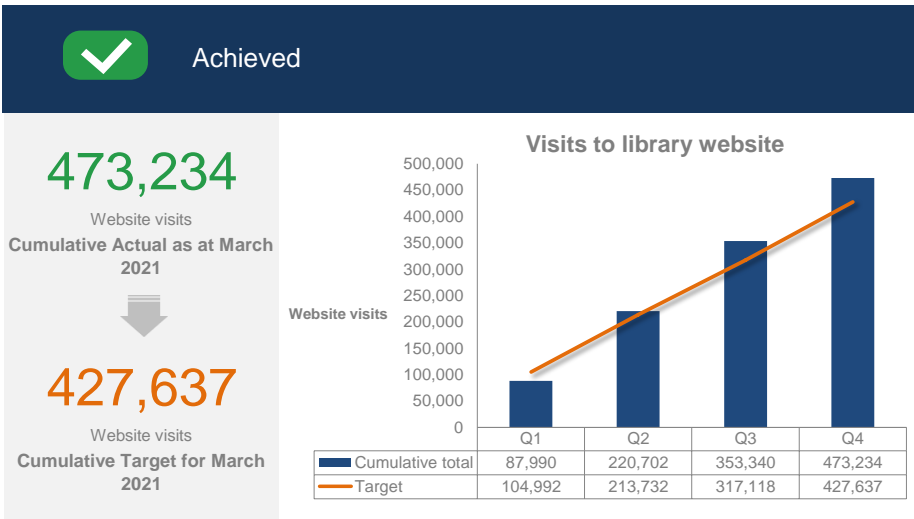 Achieved
473,234
Website visits
Cumulative Actual as at March
2021
427,637
Website visits
Cumulative Target for March
2021
Visits to library website
500,000
450,000
400,000
350,000
300,000
250,000
200,000
150,000
100,000
50,000
0
Website visits
Q1 Q2 Q3 Q4
Cumulative total 87,990 220,702 353,340 473,234
Target 104,992 213,732 317,118 427,637